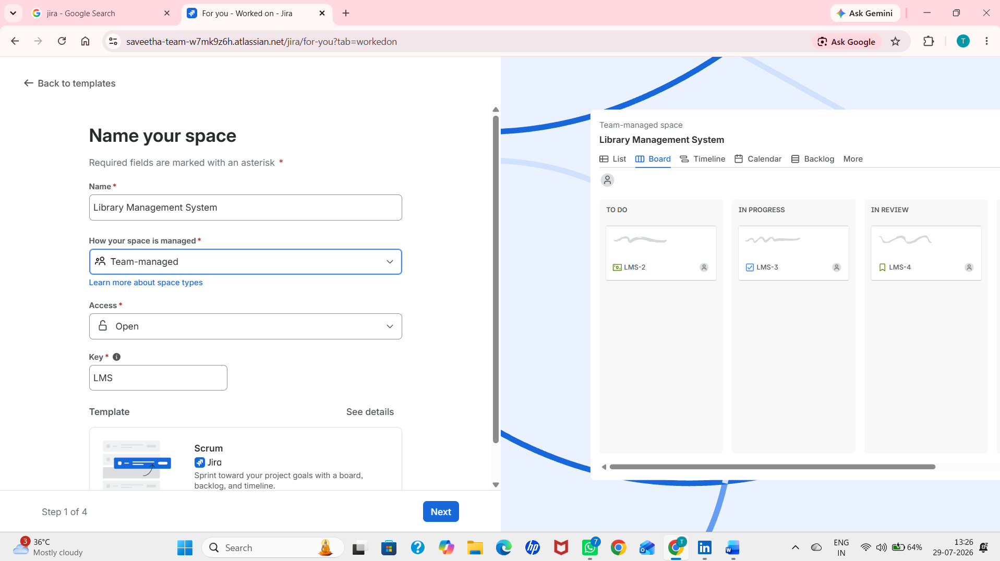 jira - Google Search
For you - Worked on - Jira
Ask Gemini
saveetha-team-w7mk9z6h.atlassian.net/jira/for-you?tab=workedon
Ask Google
T
Back to templates
Name your space
Required fields are marked with an asterisk *
Name *
Library Management System
How your space is managed *
Team-managed
Learn more about space types
Access *
Open
Key *
LMS
Template
See details
Scrum
Jira
Sprint toward your project goals with a board,
backlog, and timeline.
Step 1 of 4
Next
Team-managed space
Library Management System
List
Board
Timeline
Calendar
Backlog
More
TO DO
IN PROGRESS
IN REVIEW
LMS-2
LMS-3
LMS-4
3
36°C
Mostly cloudy
Search
hp
7
T
in
W
ENG
IN
64%
13:26
29-07-2026